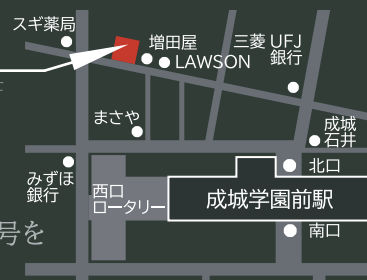 スギ薬局
増田屋
LAWSON
三菱 UFJ
銀行
まさや
成城
石井
みずほ
銀行
西口
ロータリー
北口
成城学園前駅
南口
号を